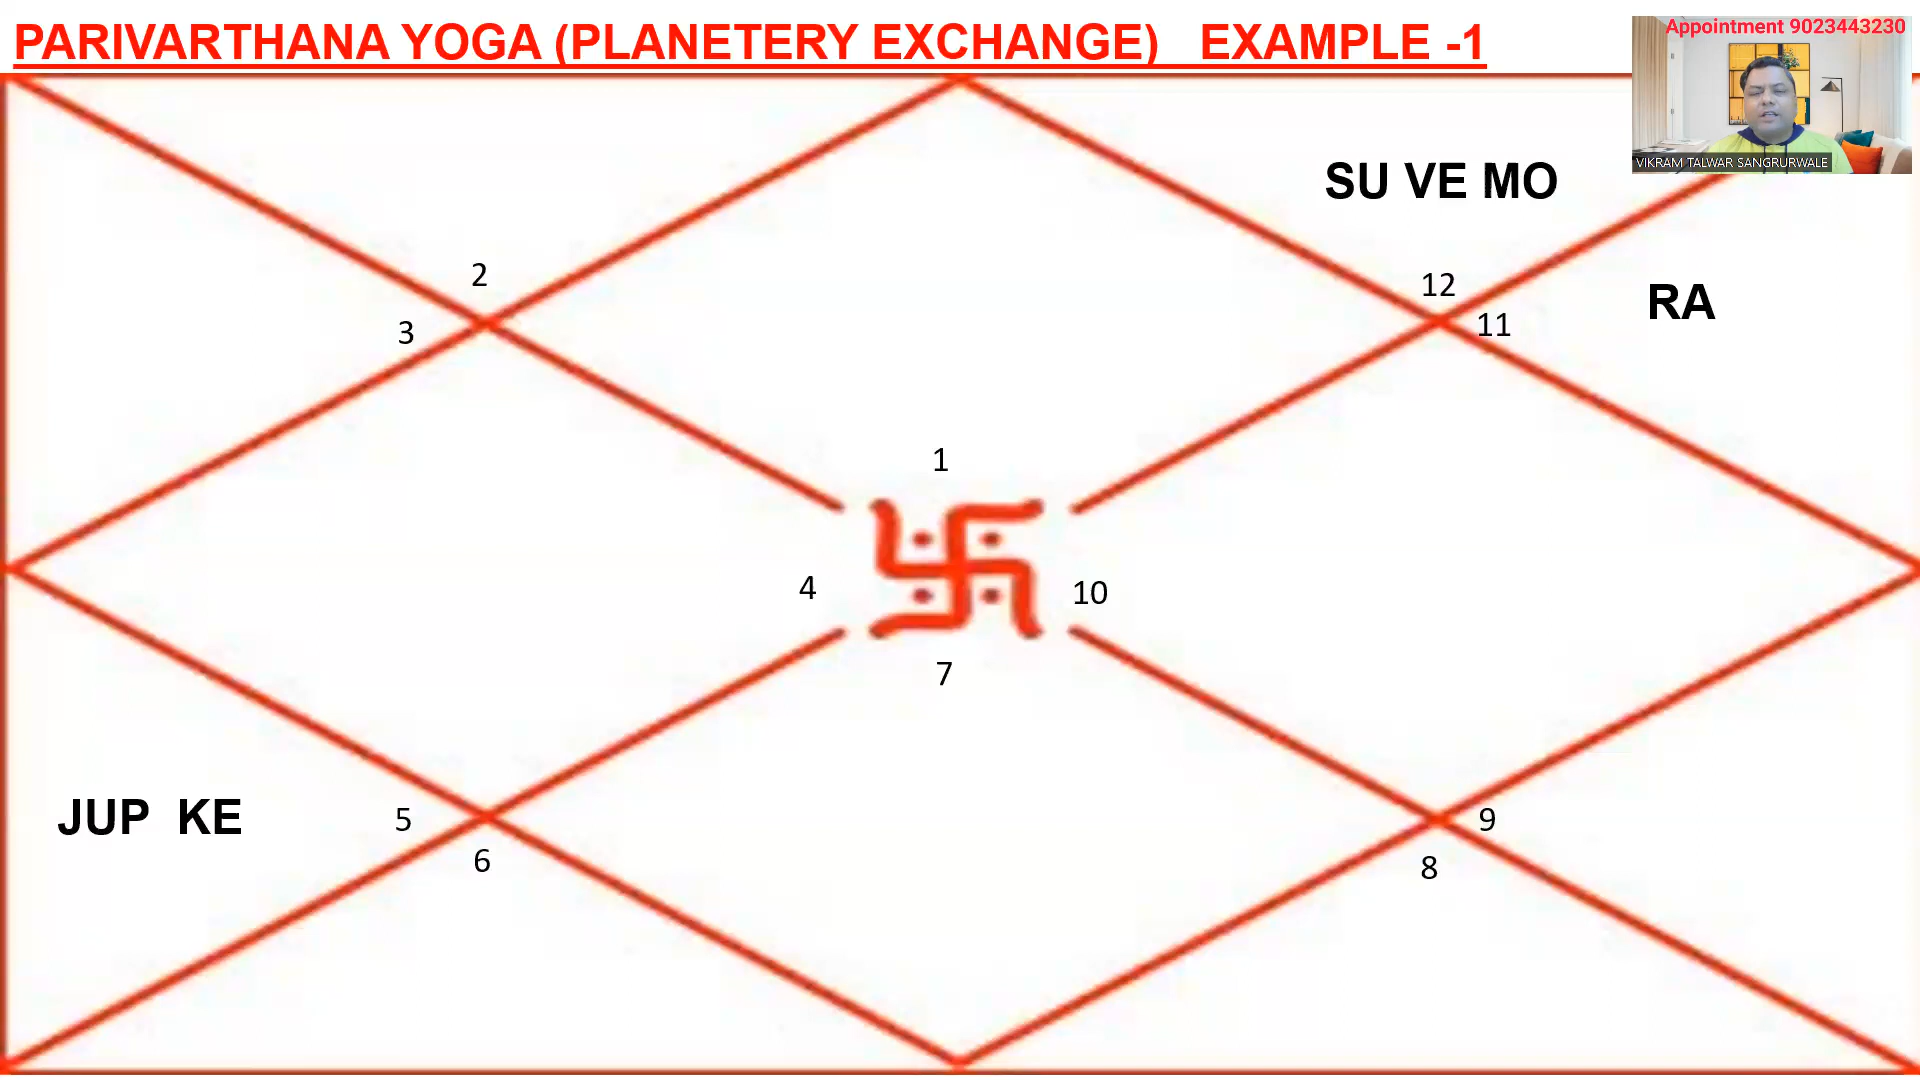 PARIVARTHANA YOGA (PLANETERY EXCHANGE)   EXAMPLE -1
Appointment 9023443230
VIKRAM TALWAR SANGRURWALE
SU VE MO
2
12
RA
3
11
1
4
10
7
JUP  KE
5
9
6
8